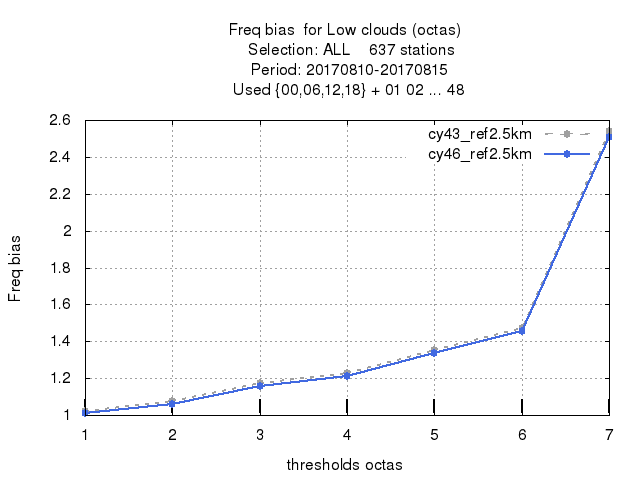 Freq bias  for Low clouds (octas)
Selection: ALL    637 stations
Period: 20170810-20170815
Used {00,06,12,18} + 01 02 ... 48
cy43_ref2.5km
cy46_ref2.5km
Freq bias
2.6
2.4
2.2
2
1.8
1.6
1.4
1.2
1
1 2 3 4 5 6 7
thresholds octas